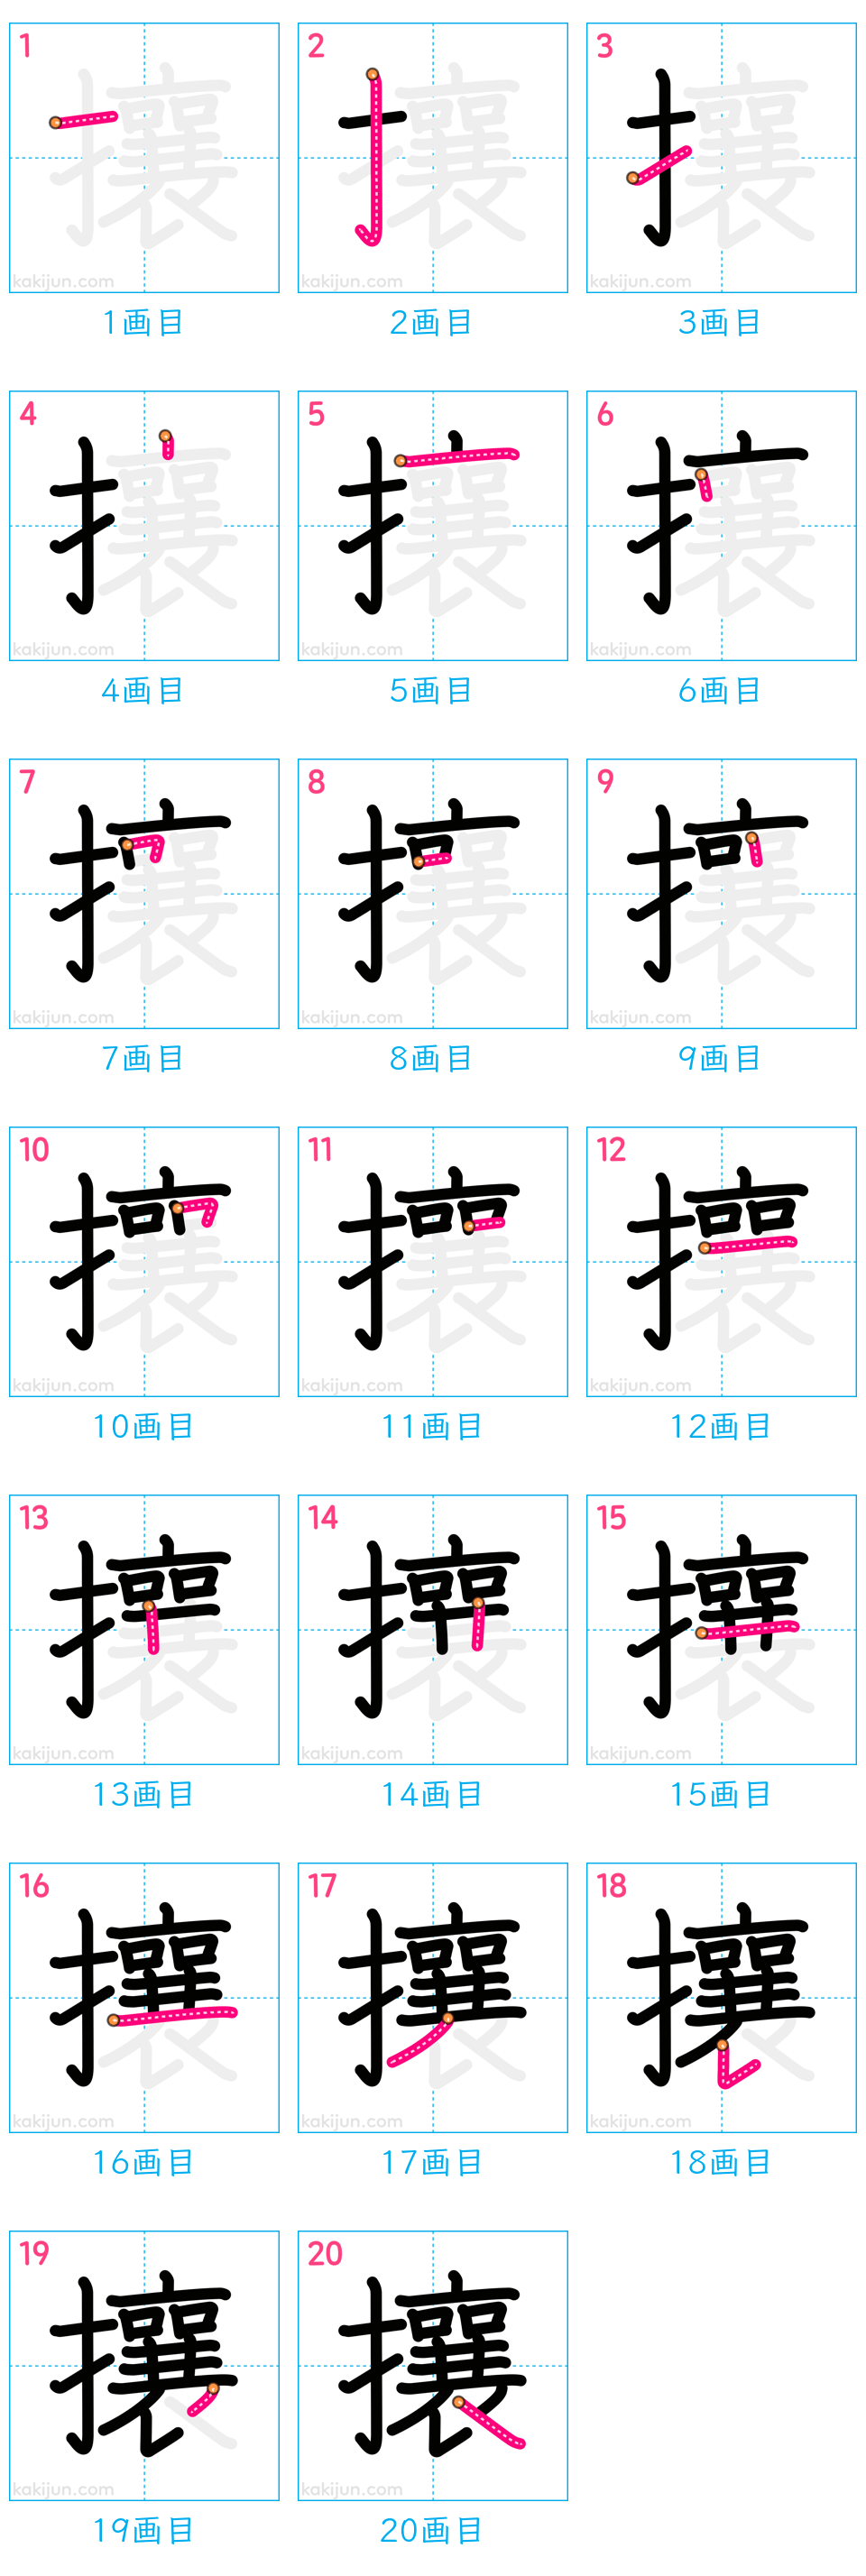 1 2 3
kakijun.com kakijun.com kakijun.com
1画目 2画目 3画目
4 5 6
kakijun.com kakijun.com kakijun.com
4画目 5画目 6画目
7 8 9
kakijun.com kakijun.com kakijun.com
7画目 8画目 9画目
10 11 12
kakijun.com kakijun.com kakijun.com
10画目 11画目 12画目
13 14 15
kakijun.com kakijun.com kakijun.com
13画目 14画目 15画目
16 17 18
kakijun.com kakijun.com kakijun.com
16画目 17画目 18画目
19 20
攘
kakijun.com kakijun.com
19画目 20画目